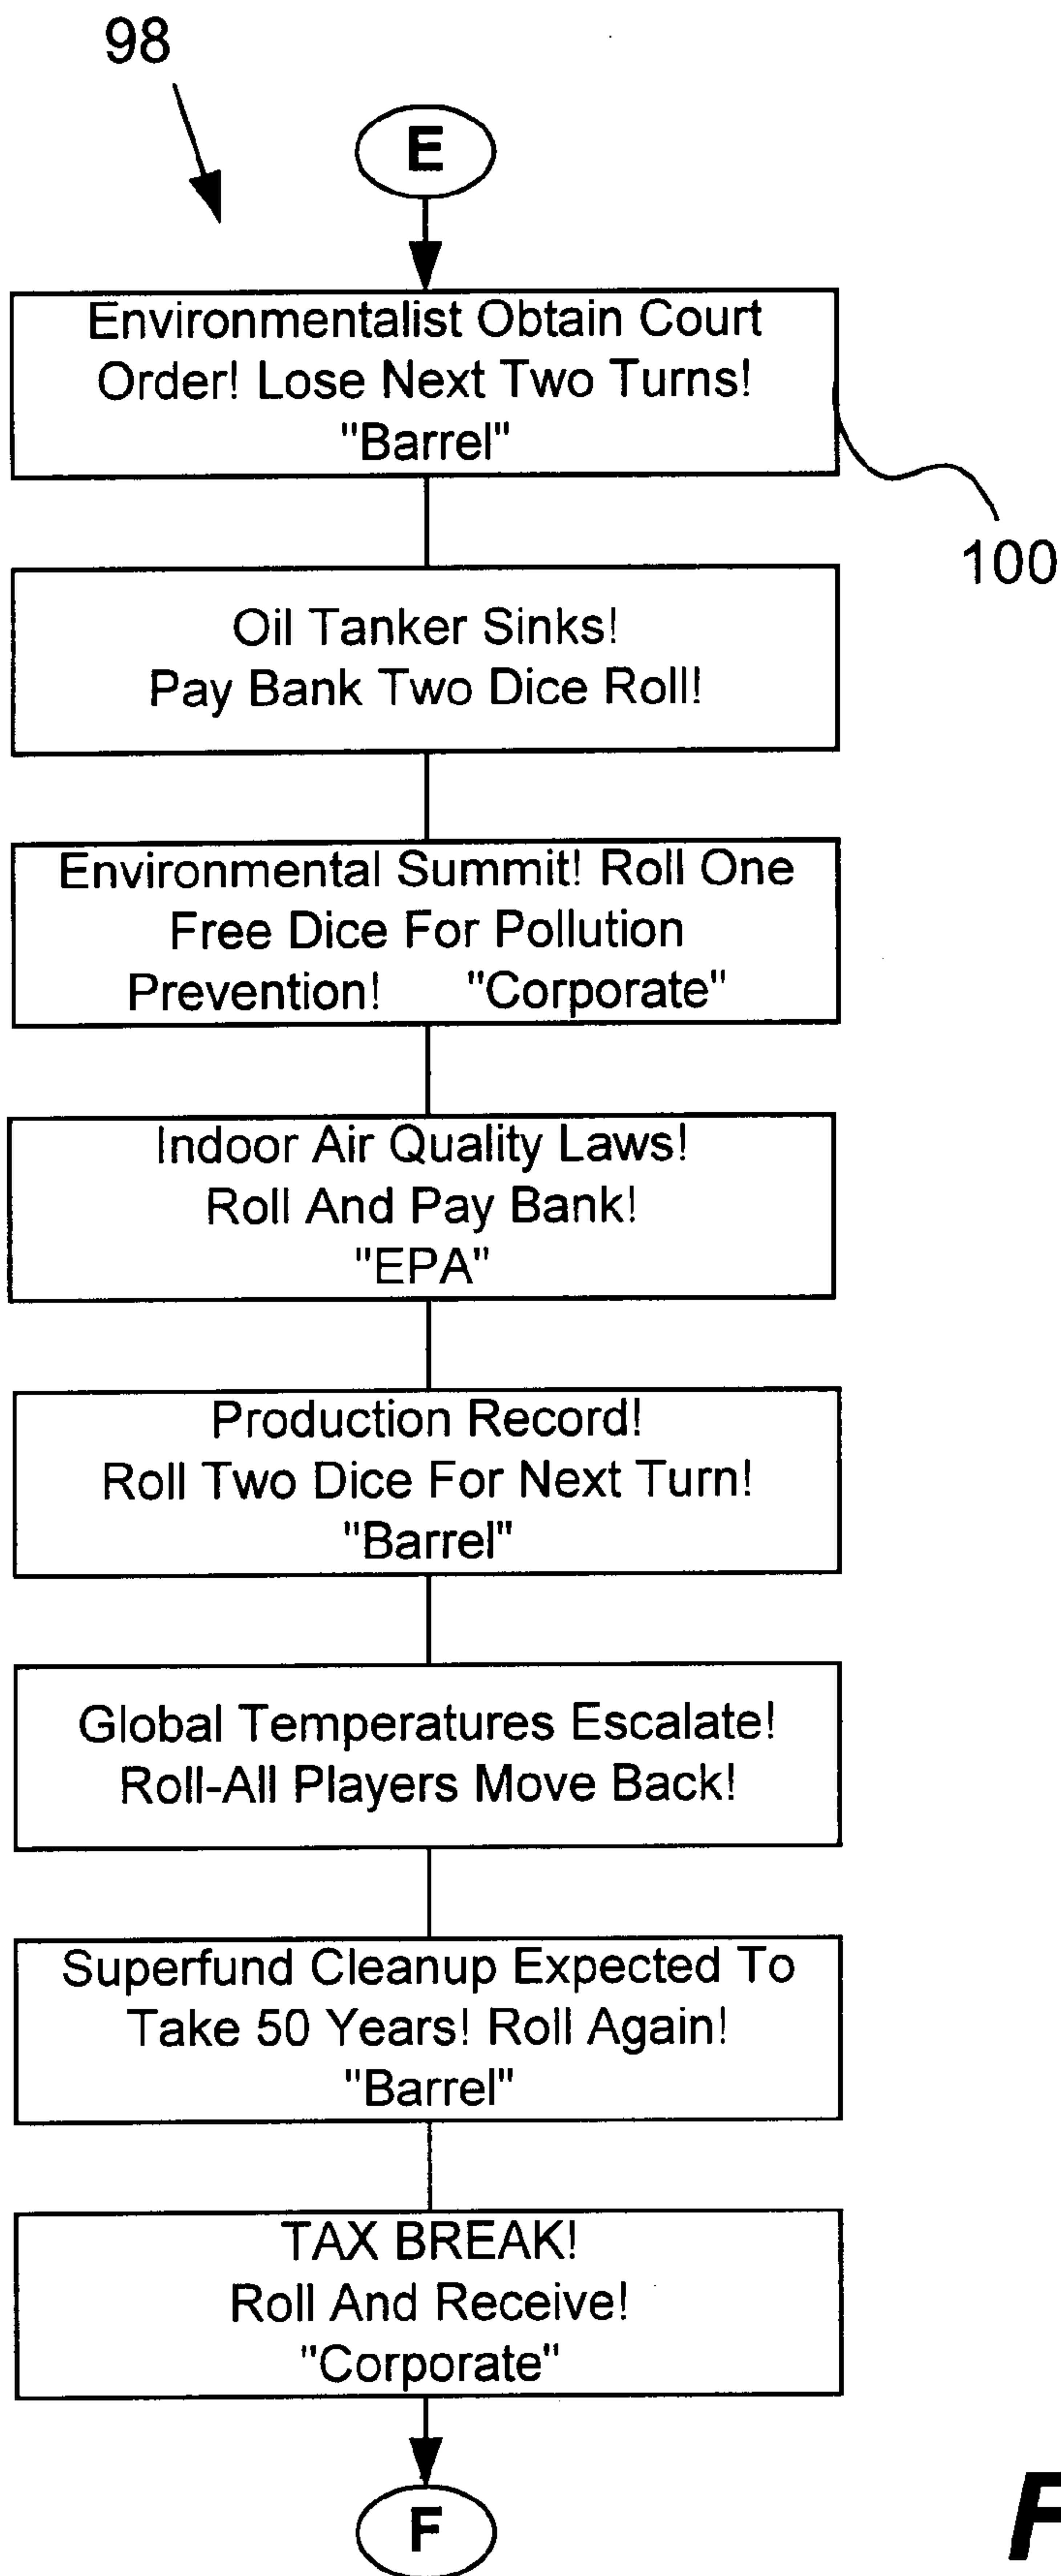 98
E
Environmentalist Obtain Court
Order! Lose Next Two Turns!
"Barrel"
100
Oil Tanker Sinks!
Pay Bank Two Dice Roll!
Environmental Summit! Roll One
Free Dice For Pollution
Prevention! "Corporate"
Indoor Air Quality Laws!
Roll And Pay Bank!
"EPA"
Production Record!
Roll Two Dice For Next Turn!
"Barrel"
Global Temperatures Escalate!
Roll-All Players Move Back!
Superfund Cleanup Expected To
Take 50 Years! Roll Again!
"Barrel"
TAX BREAK!
Roll And Receive!
"Corporate"
F